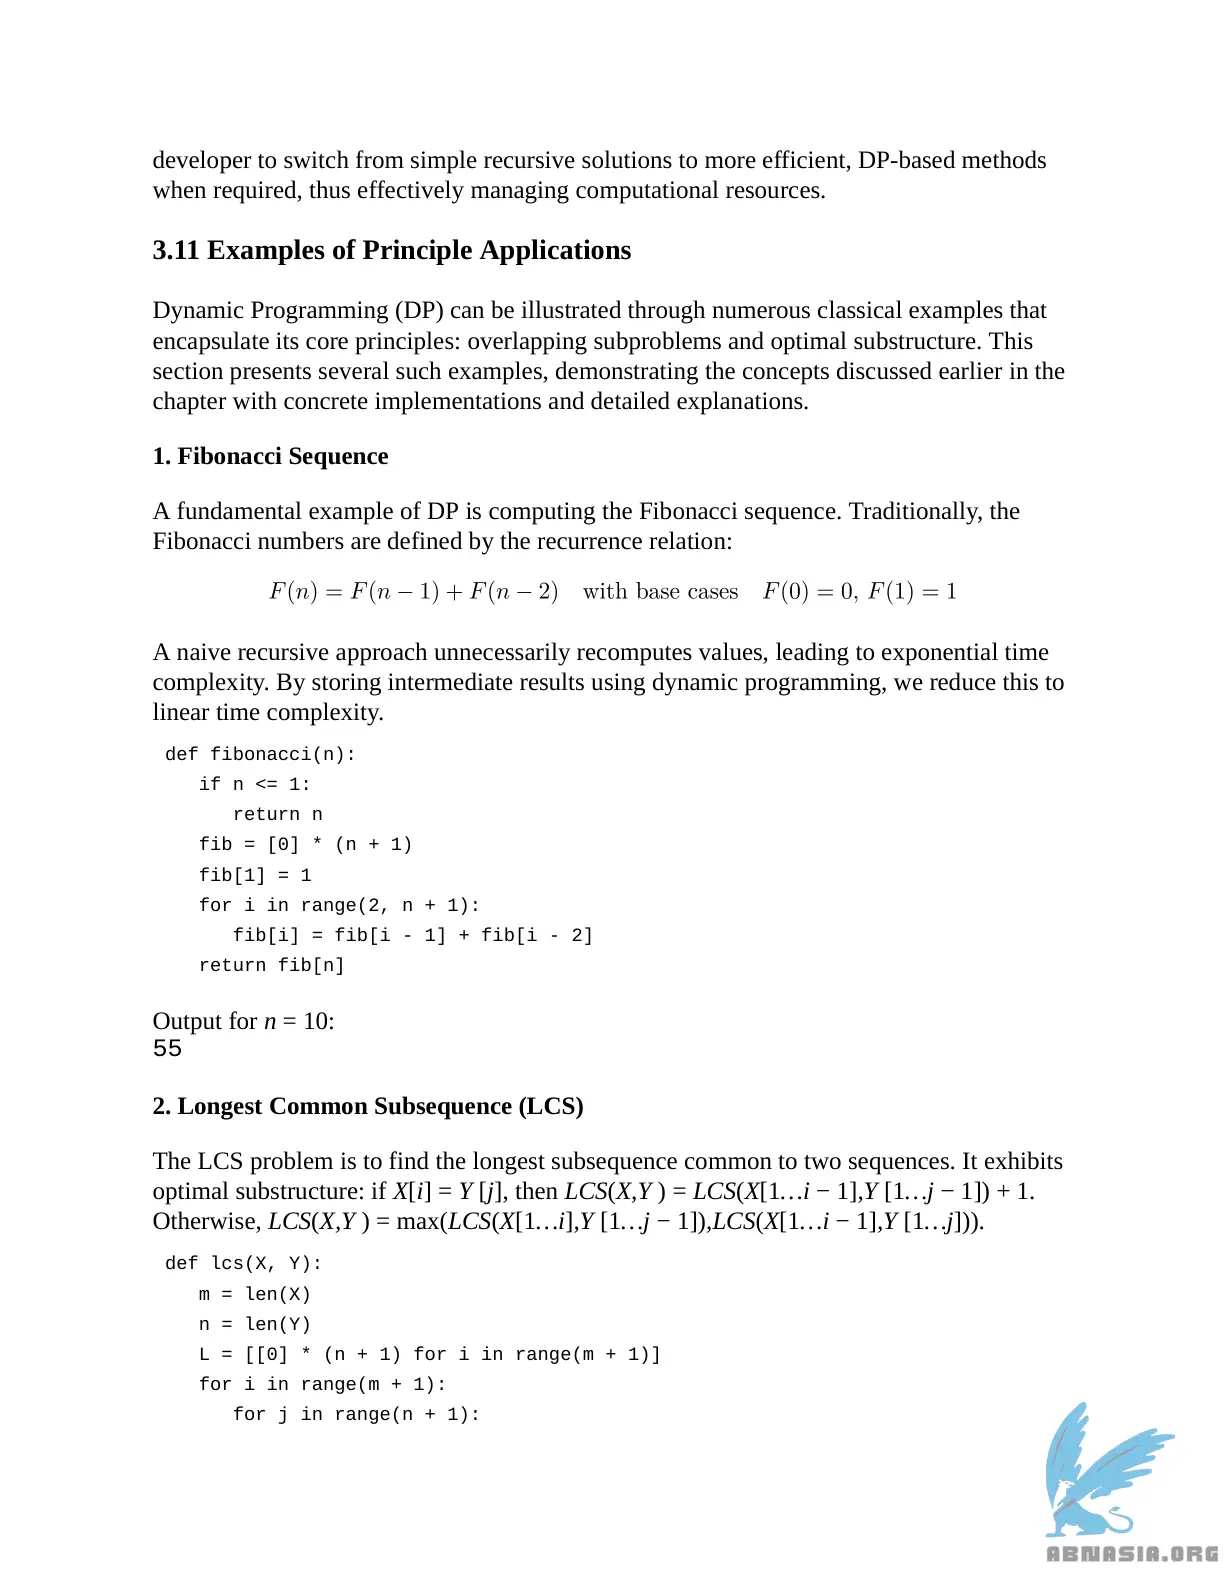 developer to switch from simple recursive solutions to more efficient, DP-based methods
when required, thus effectively managing computational resources.
3.11 Examples of Principle Applications
Dynamic Programming (DP) can be illustrated through numerous classical examples that
encapsulate its core principles: overlapping subproblems and optimal substructure. This
section presents several such examples, demonstrating the concepts discussed earlier in the
chapter with concrete implementations and detailed explanations.
1. Fibonacci Sequence
A fundamental example of DP is computing the Fibonacci sequence. Traditionally, the
Fibonacci numbers are defined by the recurrence relation:
F(n) = F(n − 1) + F(n − 2) with base cases F(0) = 0, F(1) = 1
A naive recursive approach unnecessarily recomputes values, leading to exponential time
complexity. By storing intermediate results using dynamic programming, we reduce this to
linear time complexity.
def fibonacci(n):
   if n <= 1:
      return n
   fib = [0] * (n + 1)
   fib[1] = 1
   for i in range(2, n + 1):
      fib[i] = fib[i - 1] + fib[i - 2]
   return fib[n]
Output for n = 10:
55
2. Longest Common Subsequence (LCS)
The LCS problem is to find the longest subsequence common to two sequences. It exhibits
optimal substructure: if X[i] = Y [j], then LCS(X,Y ) = LCS(X[1…i − 1],Y [1…j − 1]) + 1.
Otherwise, LCS(X,Y ) = max(LCS(X[1…i],Y [1…j − 1]),LCS(X[1…i − 1],Y [1…j])).
def lcs(X, Y):
   m = len(X)
   n = len(Y)
   L = [[0] * (n + 1) for i in range(m + 1)]
   for i in range(m + 1):
      for j in range(n + 1):
ABNASIA.ORG